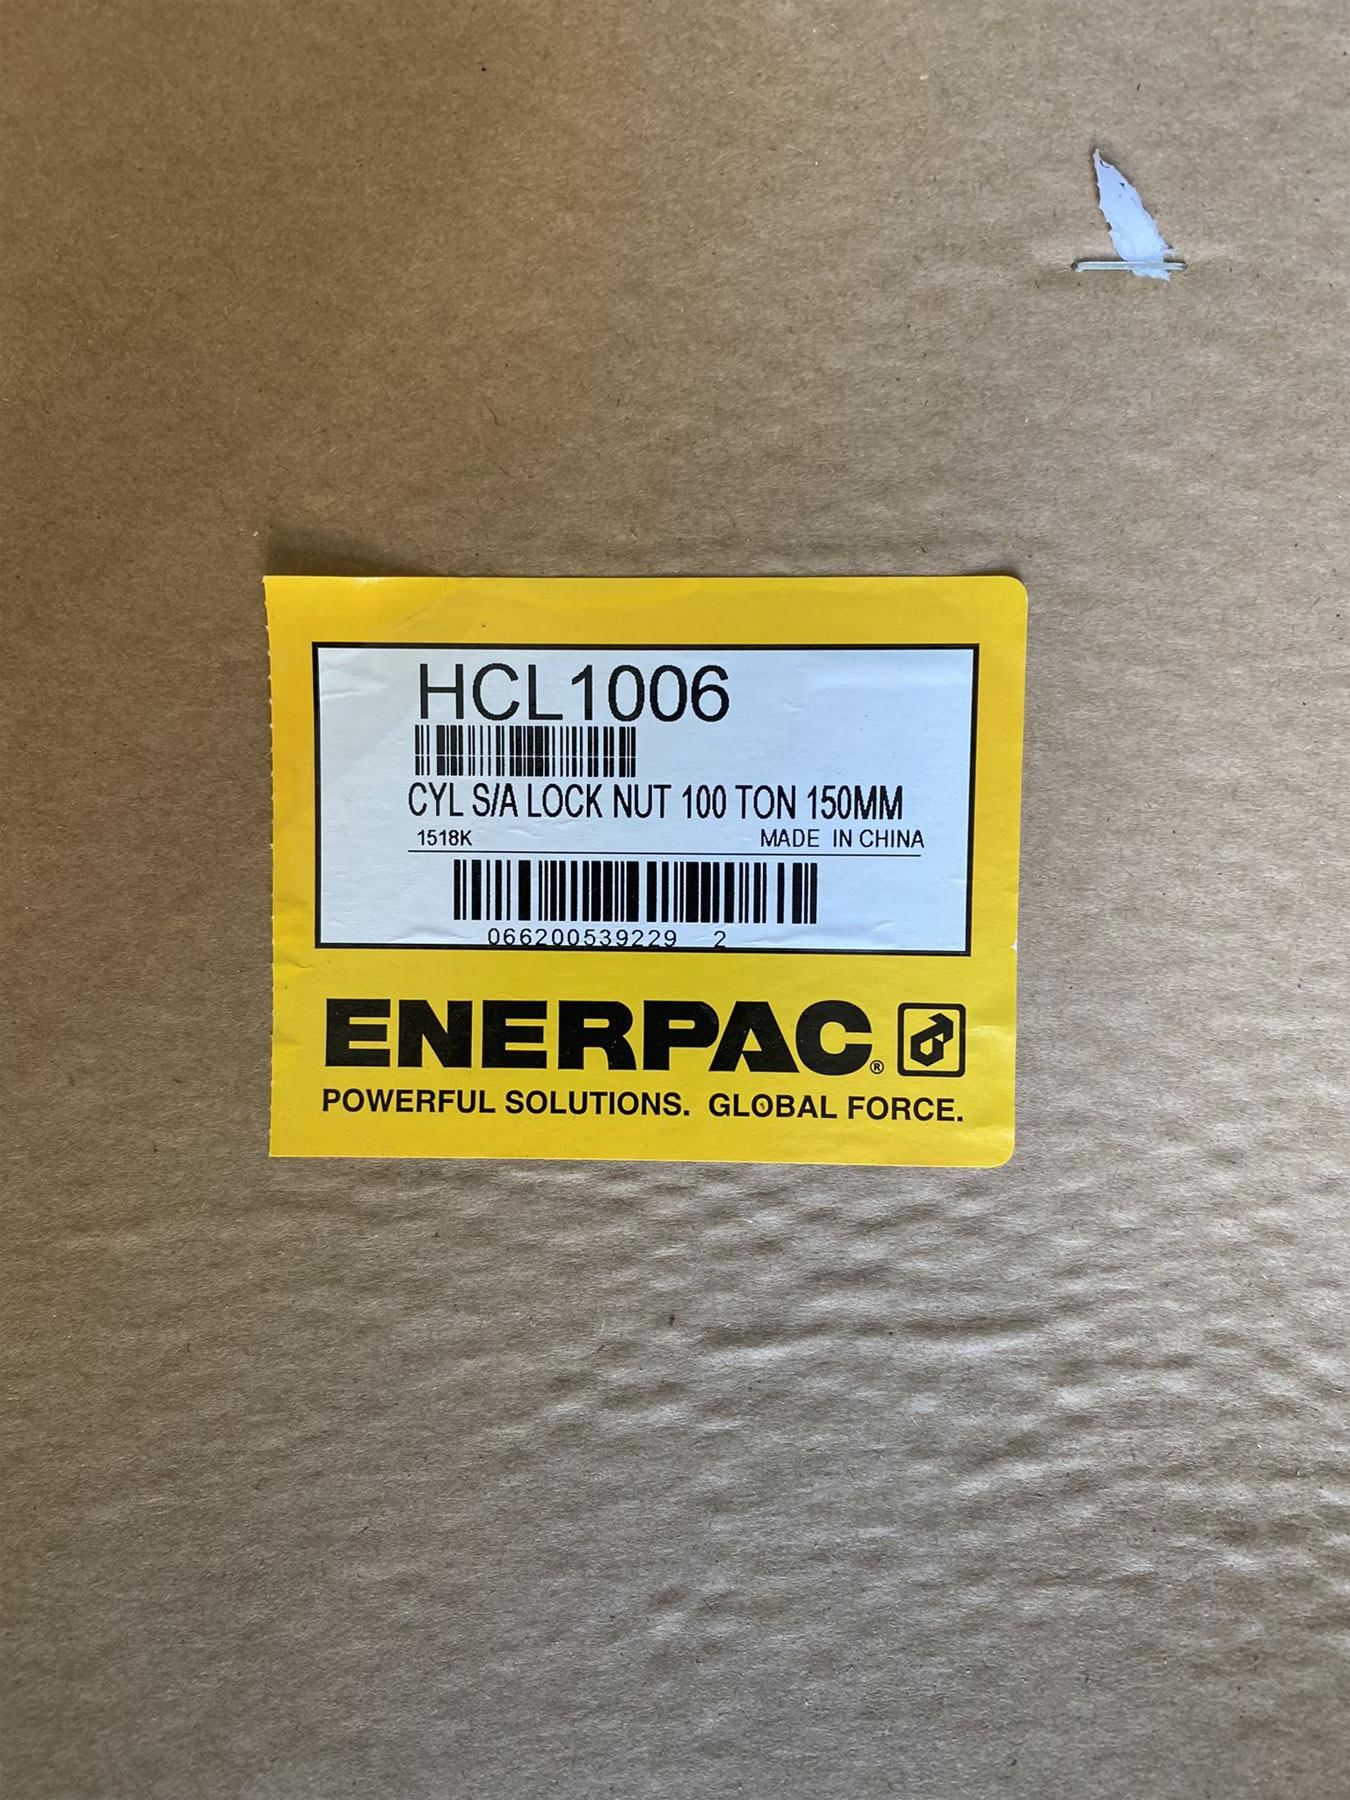 HCL1006
CYL S/A LOCK NUT 100 TON 150MM
1518K MADE IN CHINA
066200539229 2
ENERPAC®
POWERFUL SOLUTIONS. GLOBAL FORCE.